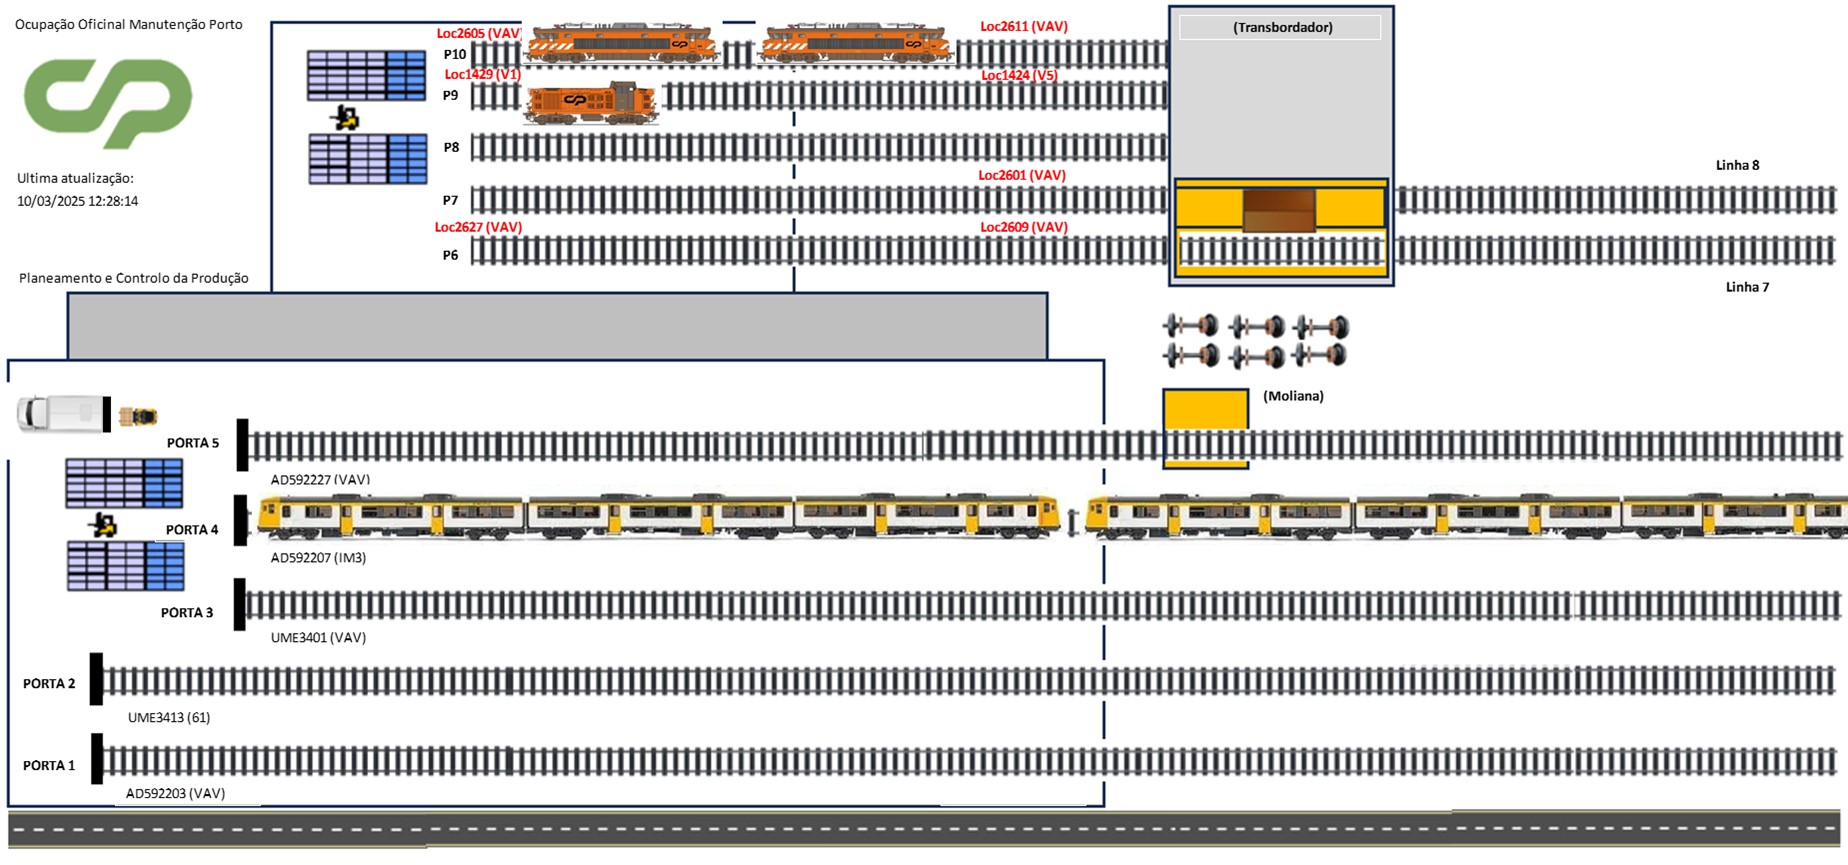 Ocupação Oficinal Manutenção Porto
CP
Ultima atualização:
10/03/2025 12:28:14
Planeamento e Controlo da Produção
Loc2605 (VAV)
Loc2611 (VAV)
P10
Loc1429 (V1)
Loc1424 (V5)
P9
P8
Loc2601 (VAV)
P7
Loc2627 (VAV)
Loc2609 (VAV)
P6
(Transbordador)
Linha 8
Linha 7
(Moliana)
PORTA 5
AD592227 (VAV)
PORTA 4
AD592207 (IM3)
PORTA 3
UME3401 (VAV)
PORTA 2
UME3413 (61)
PORTA 1
AD592203 (VAV)